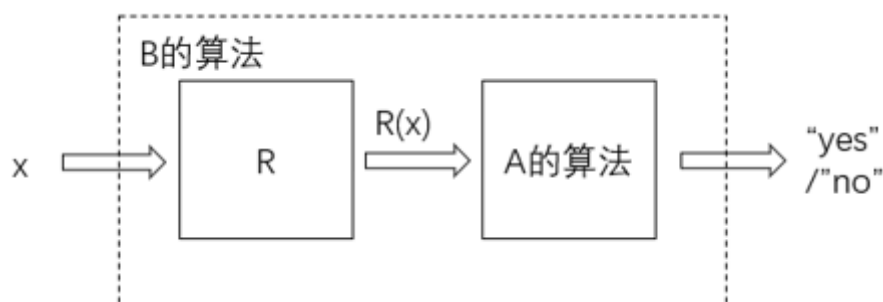 B的算法
x
R
R(x)
A的算法
“yes”
/”no”